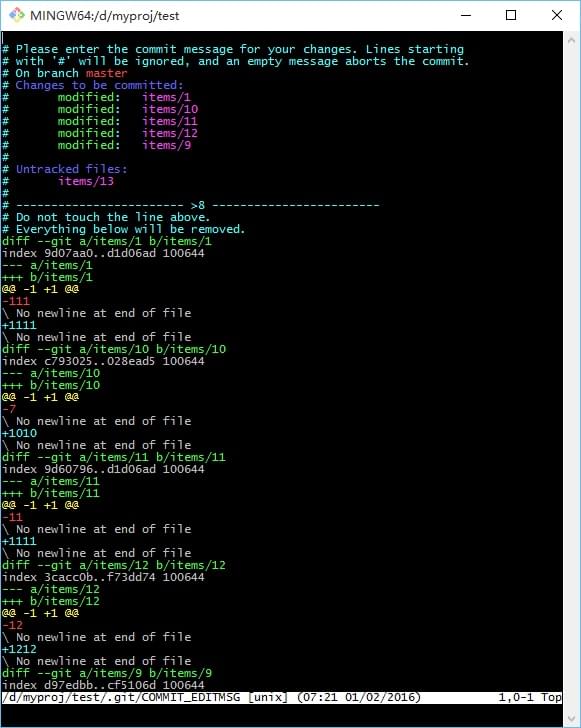 MINGW64:/d/myproj/test
# Please enter the commit message for your changes. Lines starting
# with '#' will be ignored, and an empty message aborts the commit.
# On branch master
# Changes to be committed:
#       modified:   items/1
#       modified:   items/10
#       modified:   items/11
#       modified:   items/12
#       modified:   items/9
#
# Untracked files:
#       items/13
#
# ------------------------ >8 ------------------------
# Do not touch the line above.
# Everything below will be removed.
diff --git a/items/1 b/items/1
index 9d07aa0..d1d06ad 100644
--- a/items/1
+++ b/items/1
@@ -1 +1 @@
-111
\ No newline at end of file
+1111
\ No newline at end of file
diff --git a/items/10 b/items/10
index c793025..028ead5 100644
--- a/items/10
+++ b/items/10
@@ -1 +1 @@
-7
\ No newline at end of file
+1010
\ No newline at end of file
diff --git a/items/11 b/items/11
index 9d60796..d1d06ad 100644
--- a/items/11
+++ b/items/11
@@ -1 +1 @@
-11
\ No newline at end of file
+1111
\ No newline at end of file
diff --git a/items/12 b/items/12
index 3cacc0b..f73dd74 100644
--- a/items/12
+++ b/items/12
@@ -1 +1 @@
-12
\ No newline at end of file
+1212
\ No newline at end of file
diff --git a/items/9 b/items/9
index d97edbb..cf5106d 100644
/d/myproj/test/.git/COMMIT_EDITMSG [unix] (07:21 01/02/2016) 1,0-1 Top